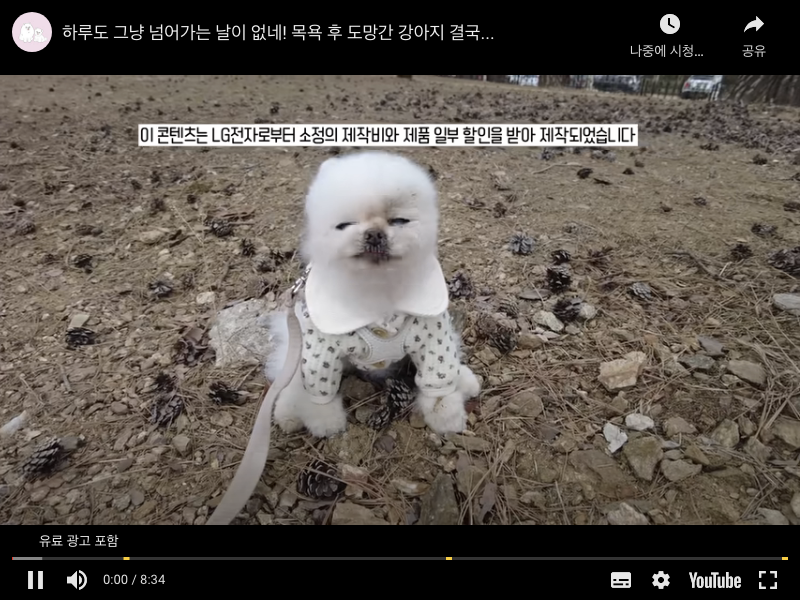 하루도 그냥 넘어가는 날이 없네! 목욕 후 도망간 강아지 결국...
나중에 시청...
공유
이 콘텐츠는 LG전자로부터 소정의 제작비와 제품 일부 할인을 받아 제작되었습니다
유료 광고 포함
0:00 / 8:34
YouTube